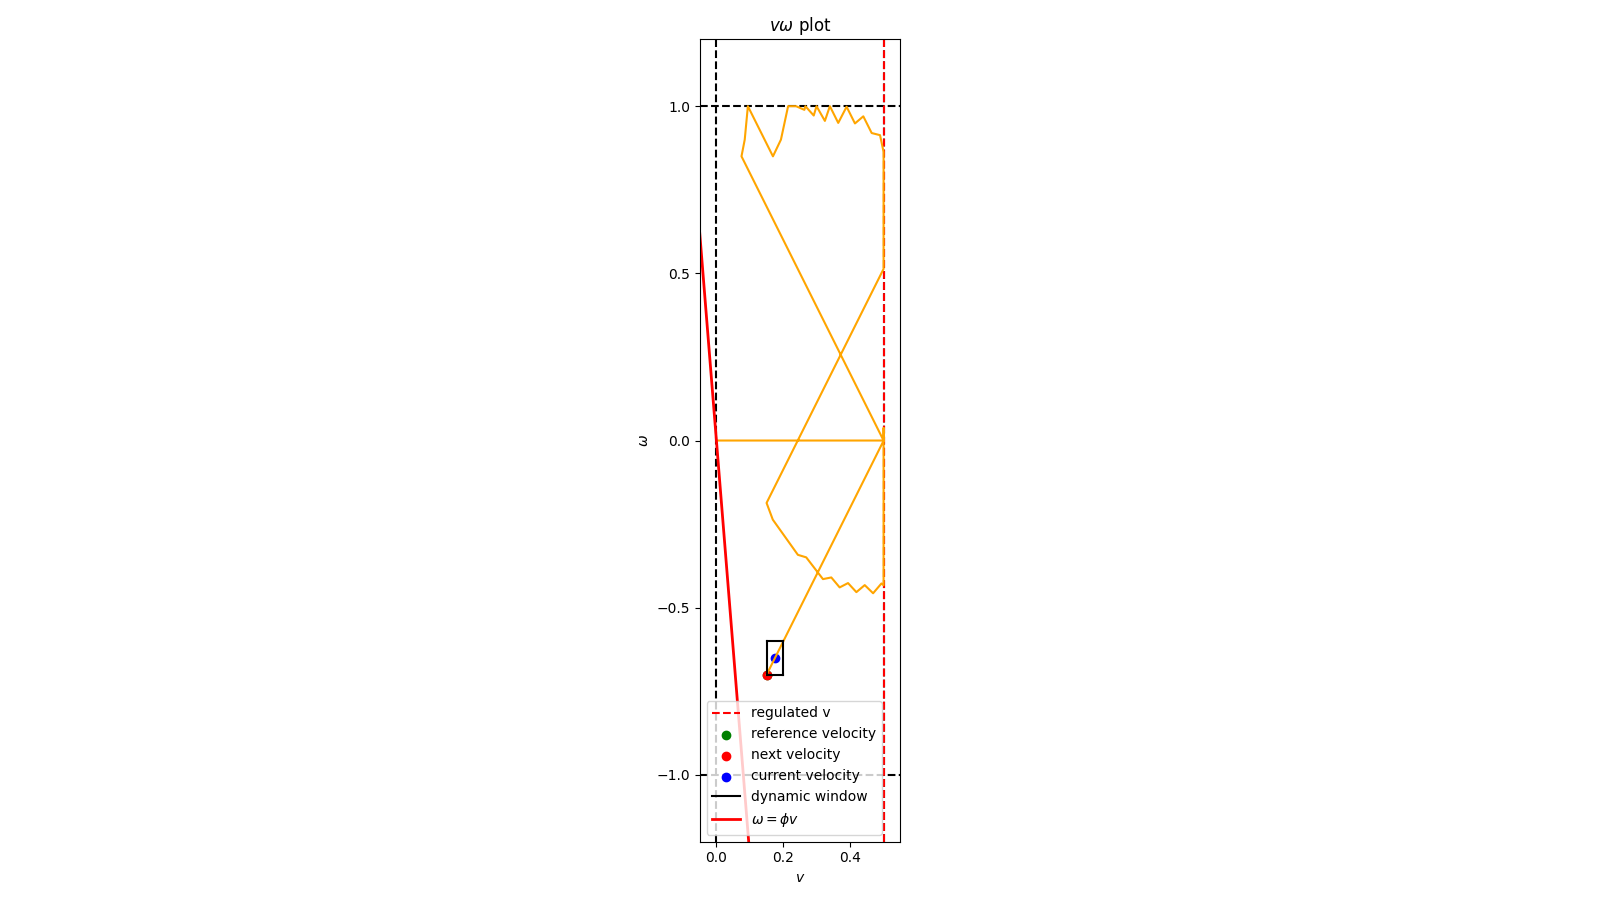 vω plot
1.0
0.5
0.0
−0.5
−1.0
ω
regulated v
reference velocity
next velocity
current velocity
dynamic window
ω = ϕv
0.0 0.2 0.4
v